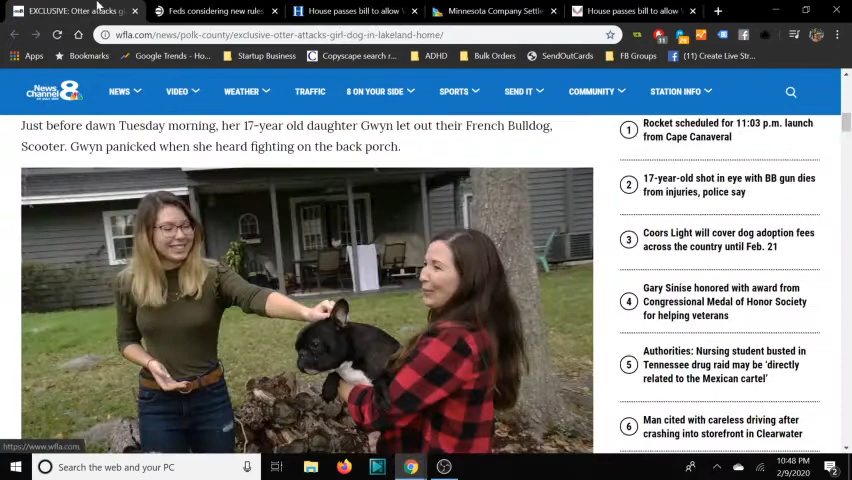 EXCLUSIVE: Otter attacks gi
Feds considering new rules
House passes bill to allow V
Minnesota Company Settle
House passes bill to allow V
wfla.com/news/polk-county/exclusive-otter-attacks-girl-dog-in-lakeland-home/
Apps
Bookmarks
Google Trends - Ho...
Startup Business
Copyscape search r...
ADHD
Bulk Orders
SendOutCards
FB Groups
(11) Create Live Str...
News Channel 8
NEWS
VIDEO
WEATHER
TRAFFIC
8 ON YOUR SIDE
SPORTS
SEND IT
COMMUNITY
STATION INFO
Just before dawn Tuesday morning, her 17-year old daughter Gwyn let out their French Bulldog,
Scooter. Gwyn panicked when she heard fighting on the back porch.
1 Rocket scheduled for 11:03 p.m. launch
from Cape Canaveral
2 17-year-old shot in eye with BB gun dies
from injuries, police say
3 Coors Light will cover dog adoption fees
across the country until Feb. 21
4 Gary Sinise honored with award from
Congressional Medal of Honor Society
for helping veterans
5 Authorities: Nursing student busted in
Tennessee drug raid may be 'directly
related to the Mexican cartel'
6 Man cited with careless driving after
crashing into storefront in Clearwater
https://www.wfla.com
Search the web and your PC
10:48 PM
2/9/2020